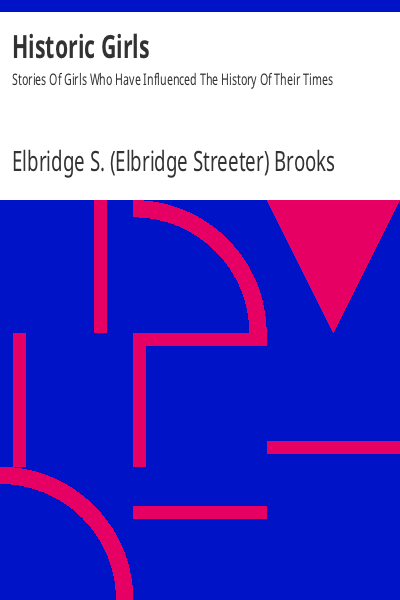 Historic Girls
Stories Of Girls Who Have Influenced The History Of Their Times
Elbridge S. (Elbridge Streeter) Brooks